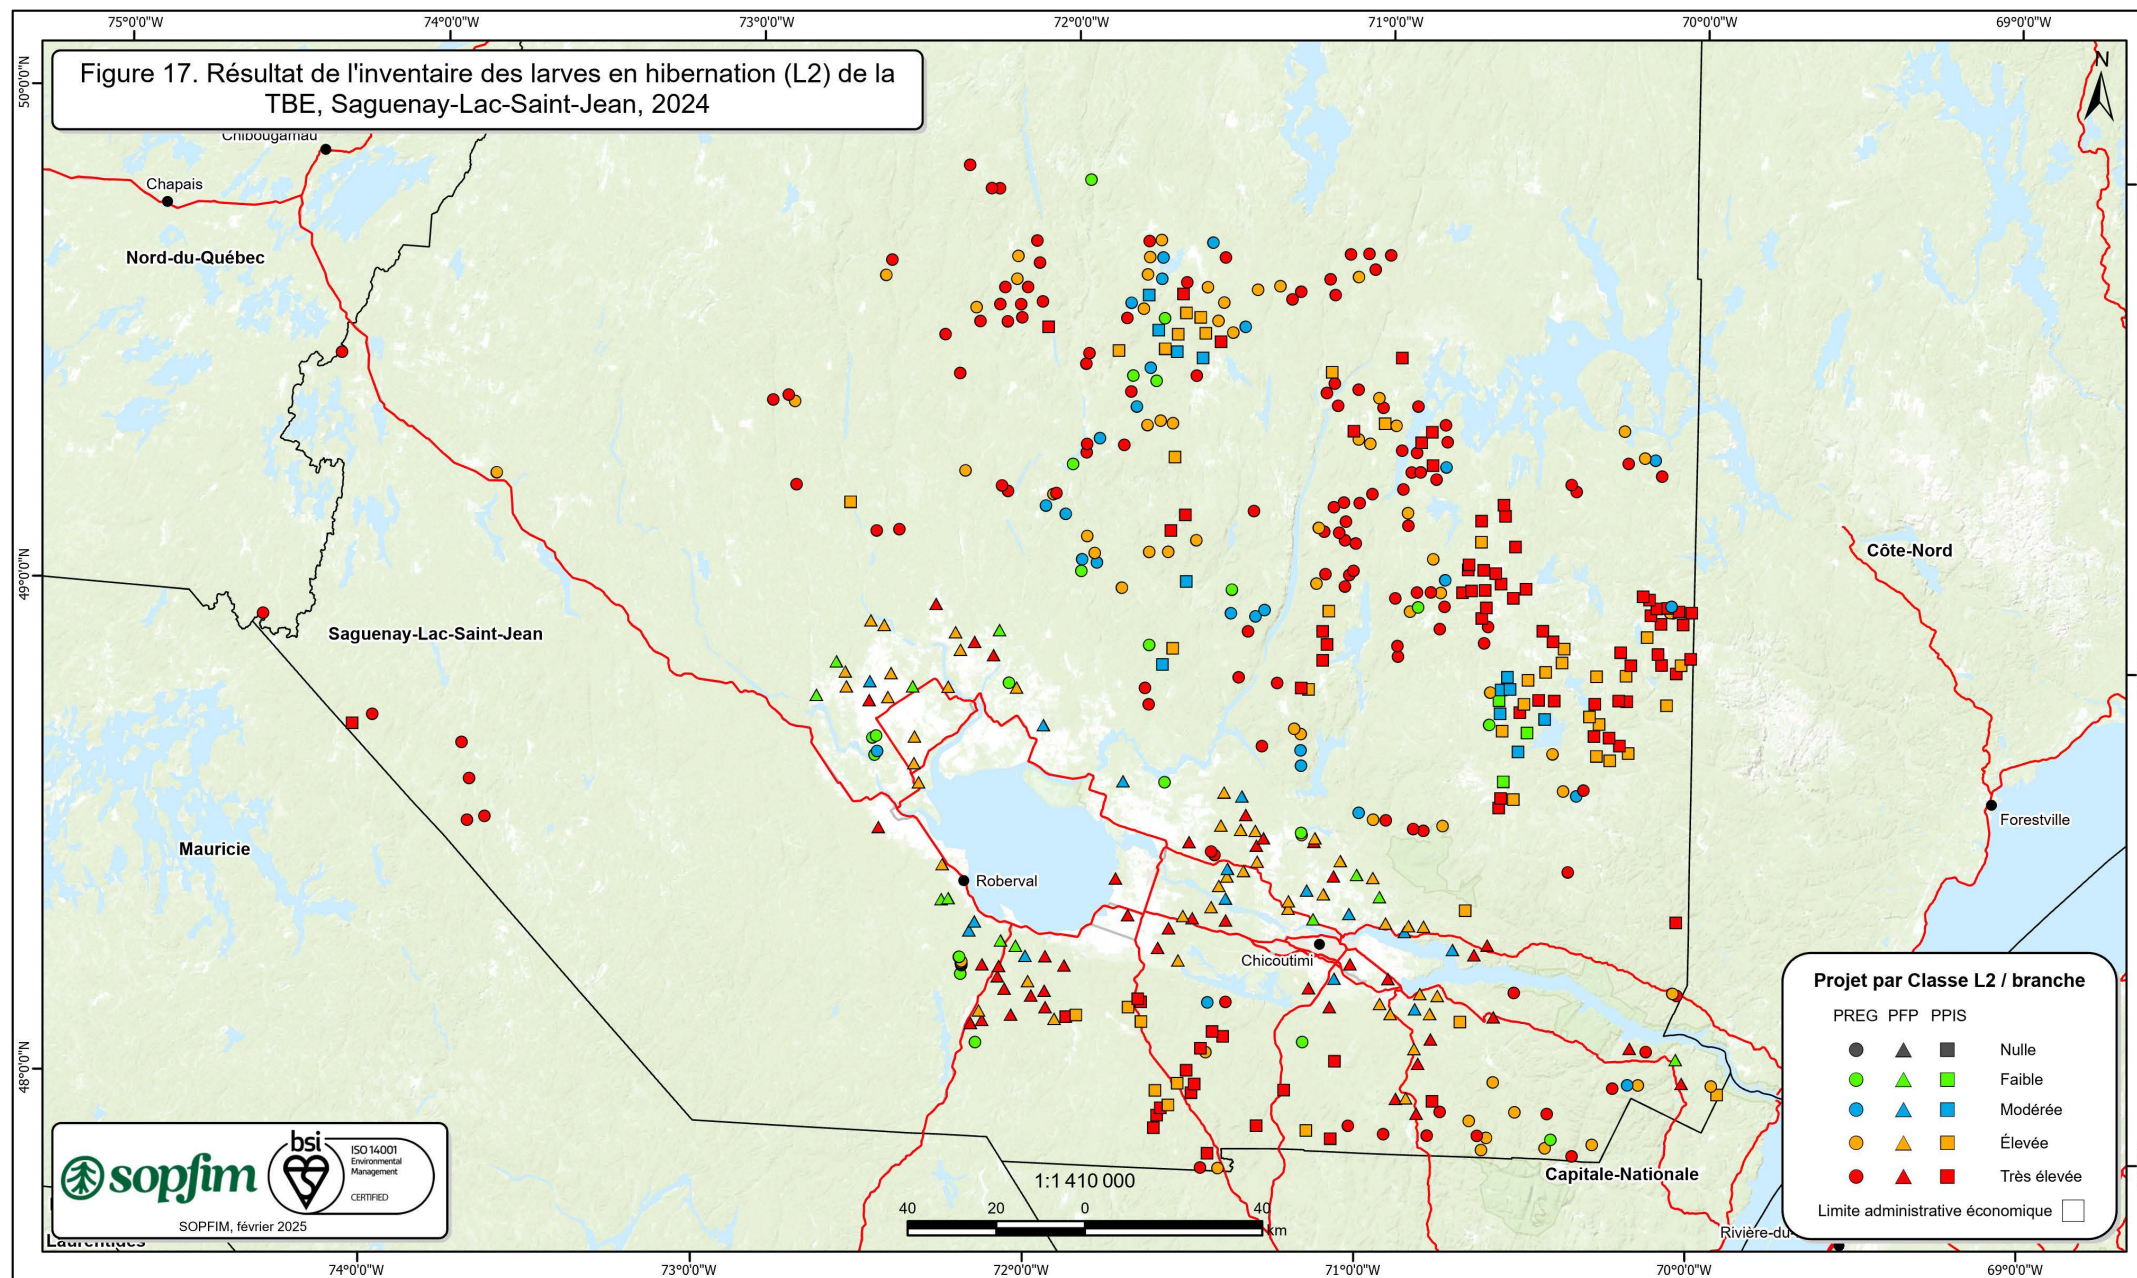 75°0'0"W
74°0'0"W
73°0'0"W
72°0'0"W
71°0'0"W
70°0'0"W
69°0'0"W
50°0'0"N
49°0'0"N
48°0'0"N
Figure 17. Résultat de l'inventaire des larves en hibernation (L2) de la
TBE, Saguenay-Lac-Saint-Jean, 2024
N
Chibougamau
Chapais
Nord-du-Québec
Côte-Nord
Saguenay-Lac-Saint-Jean
Forestville
Mauricie
Roberval
Chicoutimi
Capitale-Nationale
Rivière-du-
Laurentides
Projet par Classe L2 / branche
PREG PFP PPIS
Nulle
Faible
Modérée
Élevée
Très élevée
Limite administrative économique
sopfim
bsi
ISO 14001
Environmental
Management
CERTIFIED
SOPFIM, février 2025
1:1 410 000
40 20 0 40
km
74°0'0"W
73°0'0"W
72°0'0"W
71°0'0"W
70°0'0"W
69°0'0"W